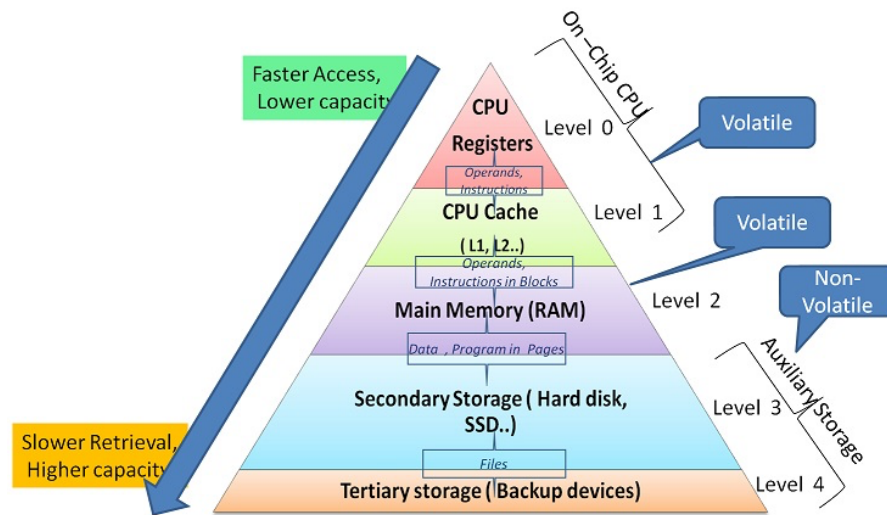 Faster Access,
Lower capacity
On –Chip CPU
CPU
Registers
Level 0
Volatile
Operands,
Instructions
CPU Cache
( L1, L2..)
Level 1
Volatile
Operands,
Instructions in Blocks
Main Memory (RAM)
Level 2
Non-
Volatile
Data , Program in Pages
Auxiliary Storage
Secondary Storage ( Hard disk,
SSD..)
Level 3
Slower Retrieval,
Higher capacity
Files
Tertiary storage ( Backup devices)
Level 4